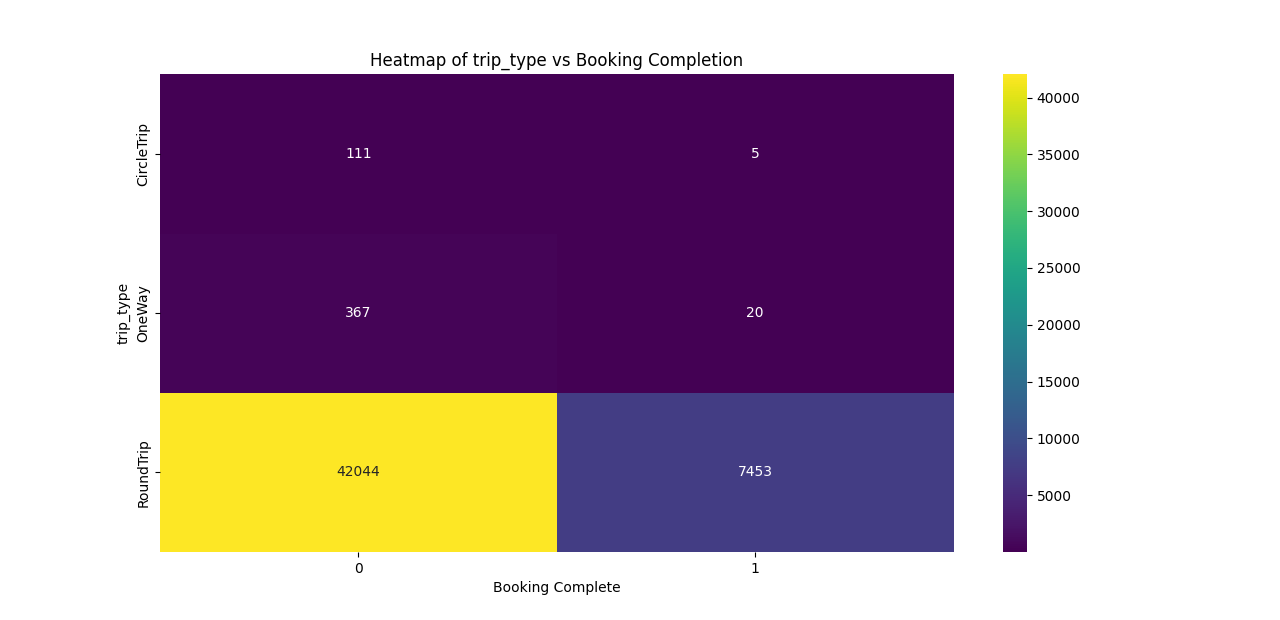 Heatmap of trip_type vs Booking Completion
trip_type
CircleTrip
111
5
OneWay
367
20
RoundTrip
42044
7453
0
1
Booking Complete
40000
35000
30000
25000
20000
15000
10000
5000